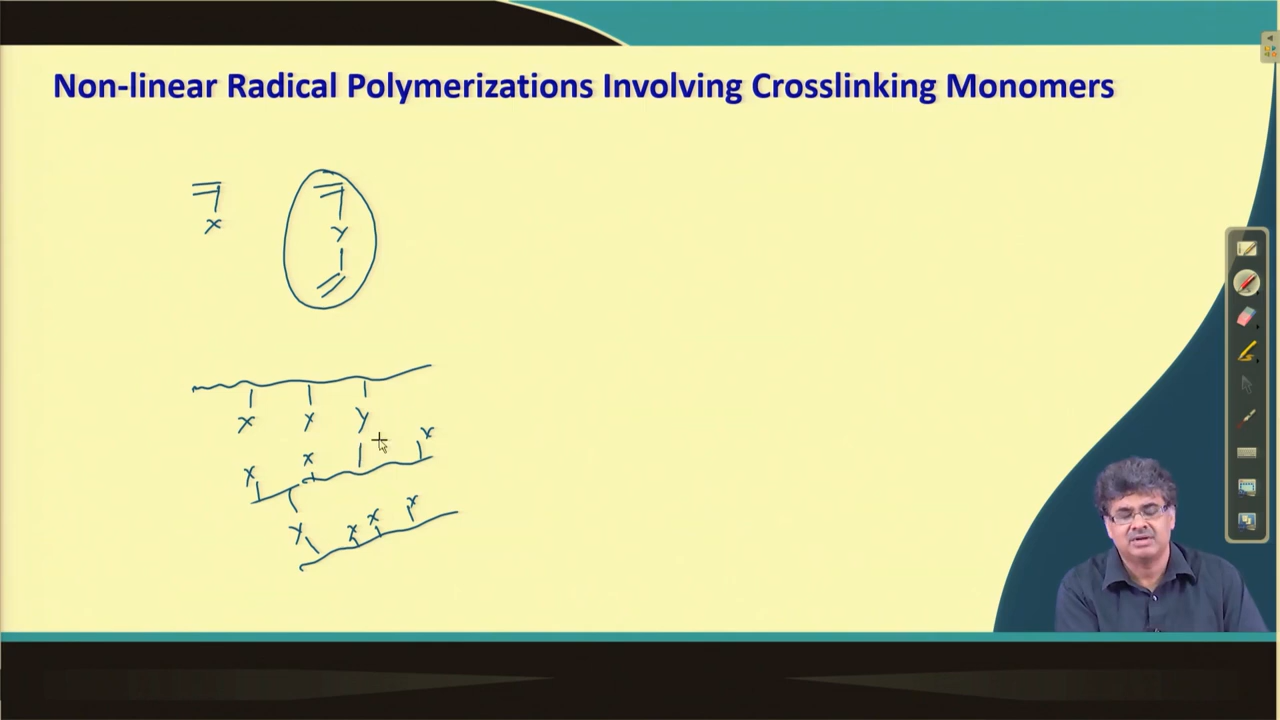 Non-linear Radical Polymerizations Involving Crosslinking Monomers
x Y
x x Y
x x x
Y x x x